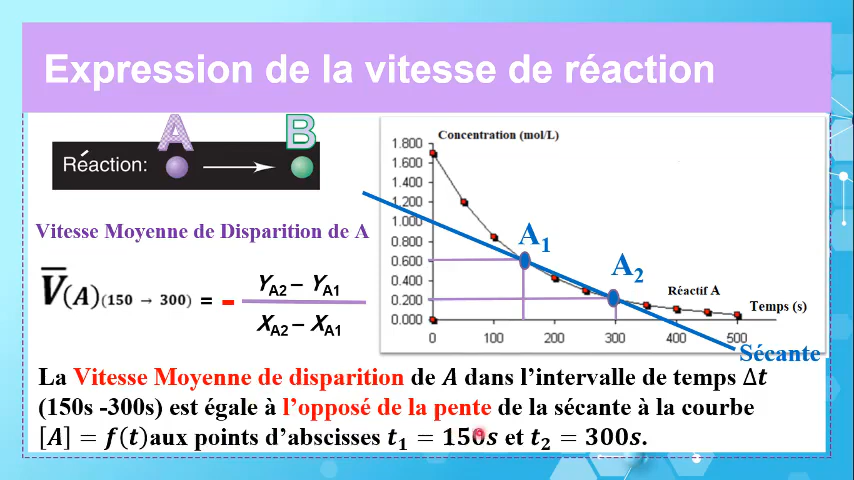 Expression de la vitesse de réaction
A B
Réaction:
Vitesse Moyenne de Disparition de A
V̅(A)(150 → 300) = - Y_A2 – Y_A1
X_A2 – X_A1
Concentration (mol/L)
1.800
1.600
1.400
1.200
1.000
0.800
0.600
0.400
0.200
0.000
0 100 200 300 400 500
A₁
A₂
Réactif A
Temps (s)
Sécante
La Vitesse Moyenne de disparition de A dans l’intervalle de temps Δt
(150s -300s) est égale à l’opposé de la pente de la sécante à la courbe
[A] = f(t)aux points d’abscisses t₁ = 150s et t₂ = 300s.